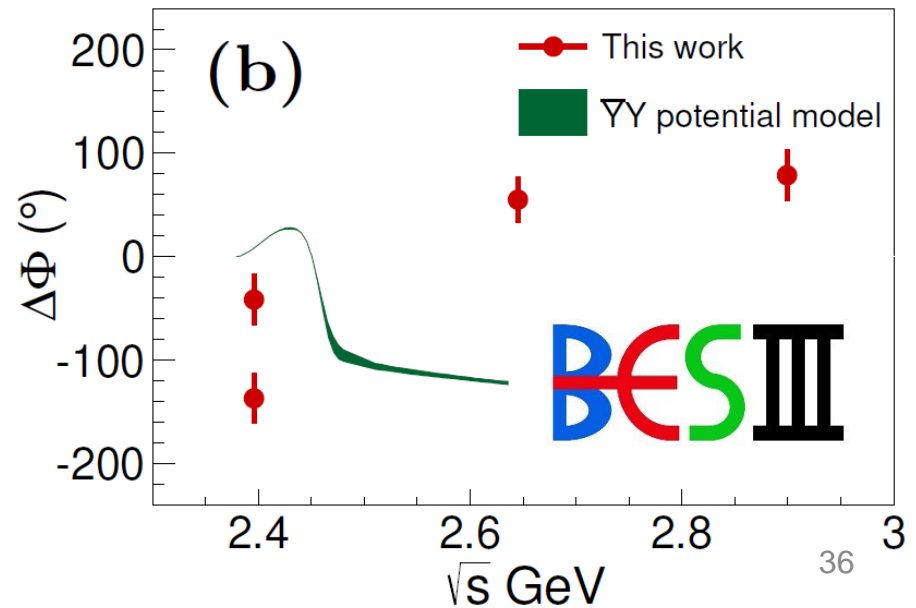 (b)
This work
Y̅Y potential model
ΔΦ (°)
200
100
0
-100
-200
BESIII
2.4
2.6
2.8
3
√s GeV
36